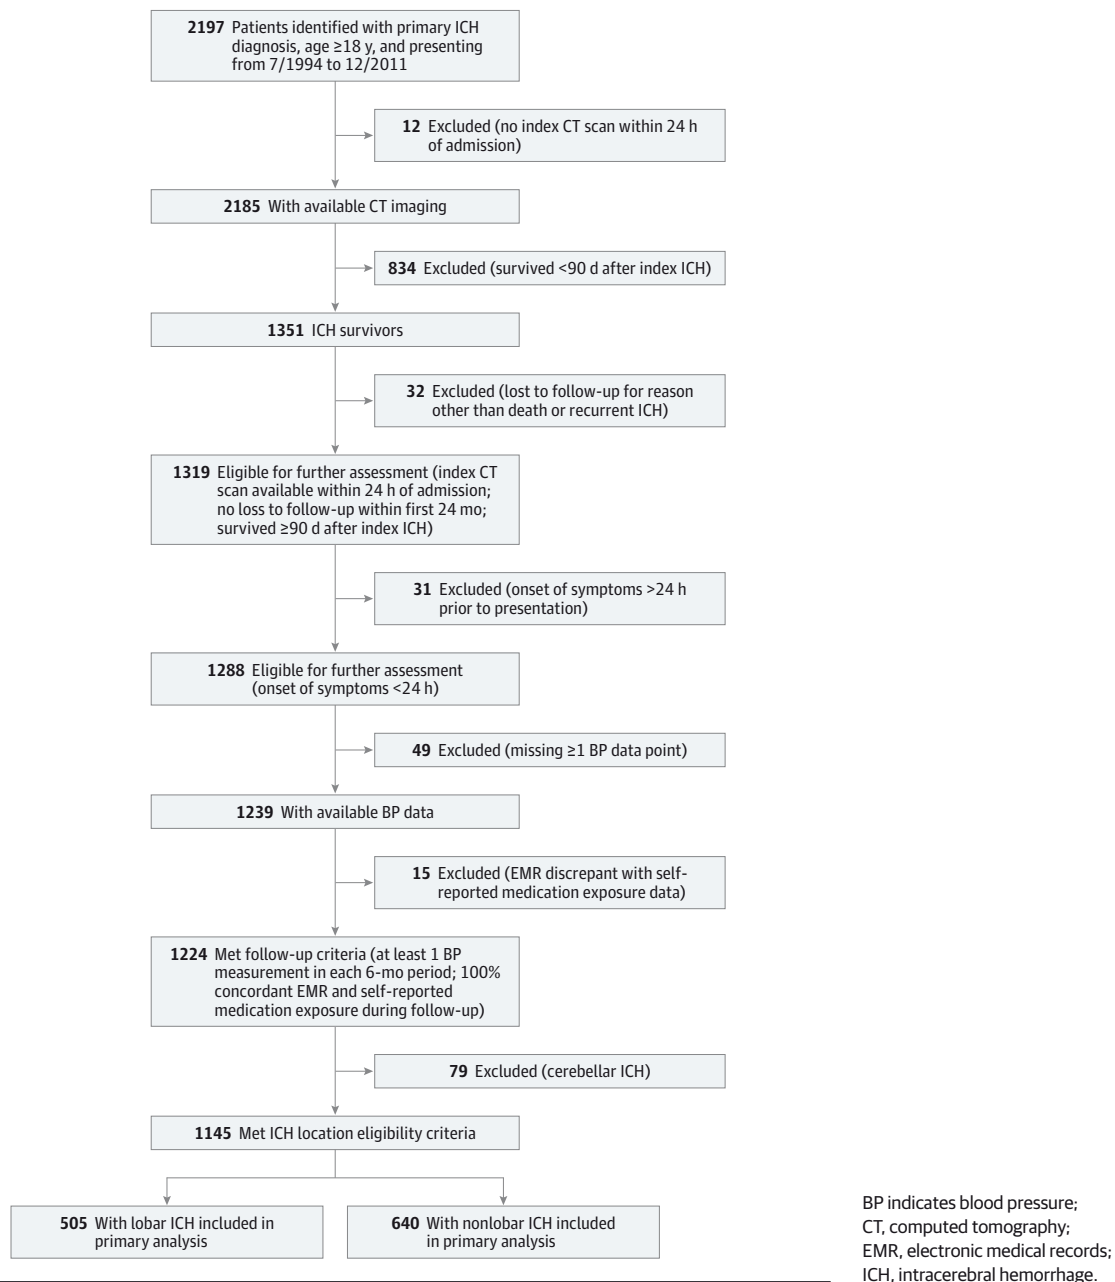 2197 Patients identified with primary ICH
diagnosis, age ≥18 y, and presenting
from 7/1994 to 12/2011
12 Excluded (no index CT scan within 24 h
of admission)
2185 With available CT imaging
834 Excluded (survived <90 d after index ICH)
1351 ICH survivors
32 Excluded (lost to follow-up for reason
other than death or recurrent ICH)
1319 Eligible for further assessment (index CT
scan available within 24 h of admission;
no loss to follow-up within first 24 mo;
survived ≥90 d after index ICH)
31 Excluded (onset of symptoms >24 h
prior to presentation)
1288 Eligible for further assessment
(onset of symptoms <24 h)
49 Excluded (missing ≥1 BP data point)
1239 With available BP data
15 Excluded (EMR discrepant with self-
reported medication exposure data)
1224 Met follow-up criteria (at least 1 BP
measurement in each 6-mo period; 100%
concordant EMR and self-reported
medication exposure during follow-up)
79 Excluded (cerebellar ICH)
1145 Met ICH location eligibility criteria
505 With lobar ICH included in
primary analysis
640 With nonlobar ICH included
in primary analysis
BP indicates blood pressure;
CT, computed tomography;
EMR, electronic medical records;
ICH, intracerebral hemorrhage.